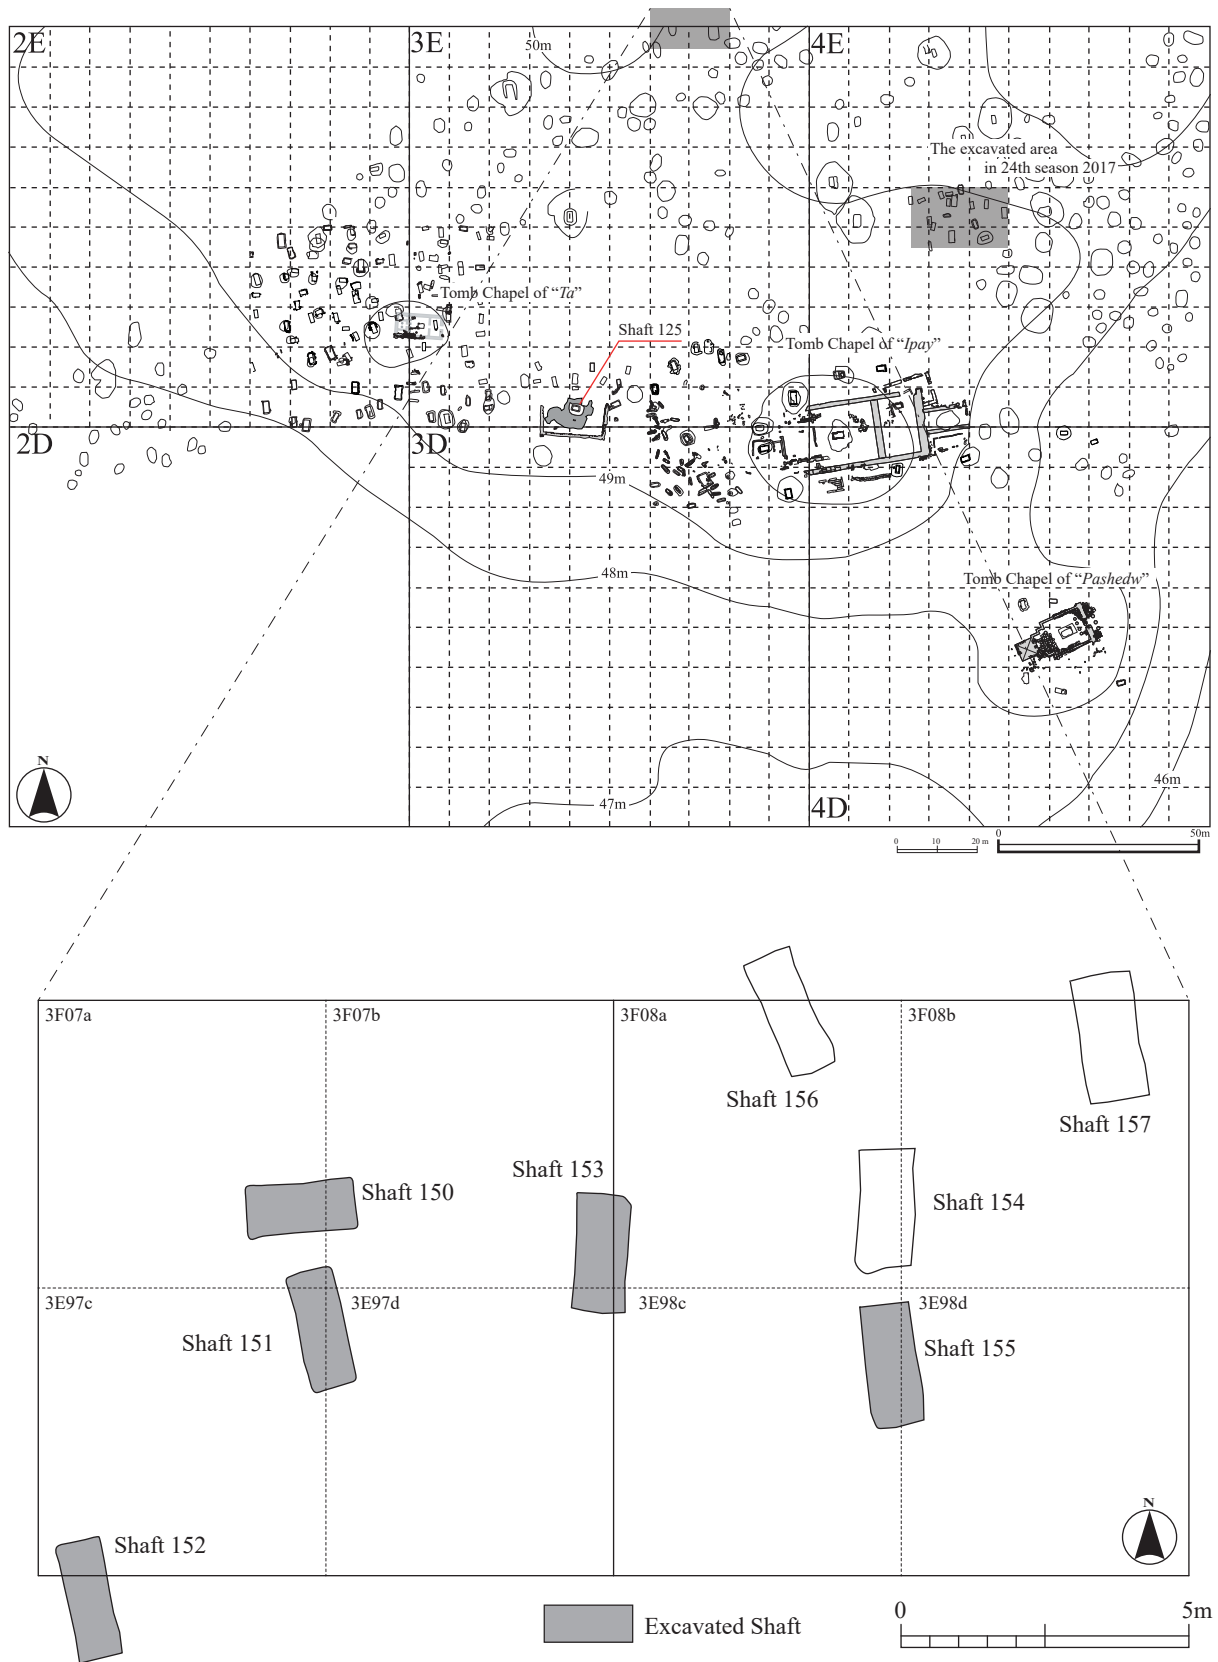 2E
3E
50m
4E
The excavated area
in 24th season 2017
Tomb Chapel of “Ta”
Shaft 125
Tomb Chapel of “Ipay”
2D
3D
49m
48m
Tomb Chapel of “Pashedw”
N
46m
47m
4D
0 10 20 m
0 50m
3F07a
3F07b
3F08a
3F08b
Shaft 156
Shaft 157
Shaft 153
Shaft 150
Shaft 154
3E97c
3E97d
3E98c
3E98d
Shaft 151
Shaft 155
N
Shaft 152
0 5m
Excavated Shaft